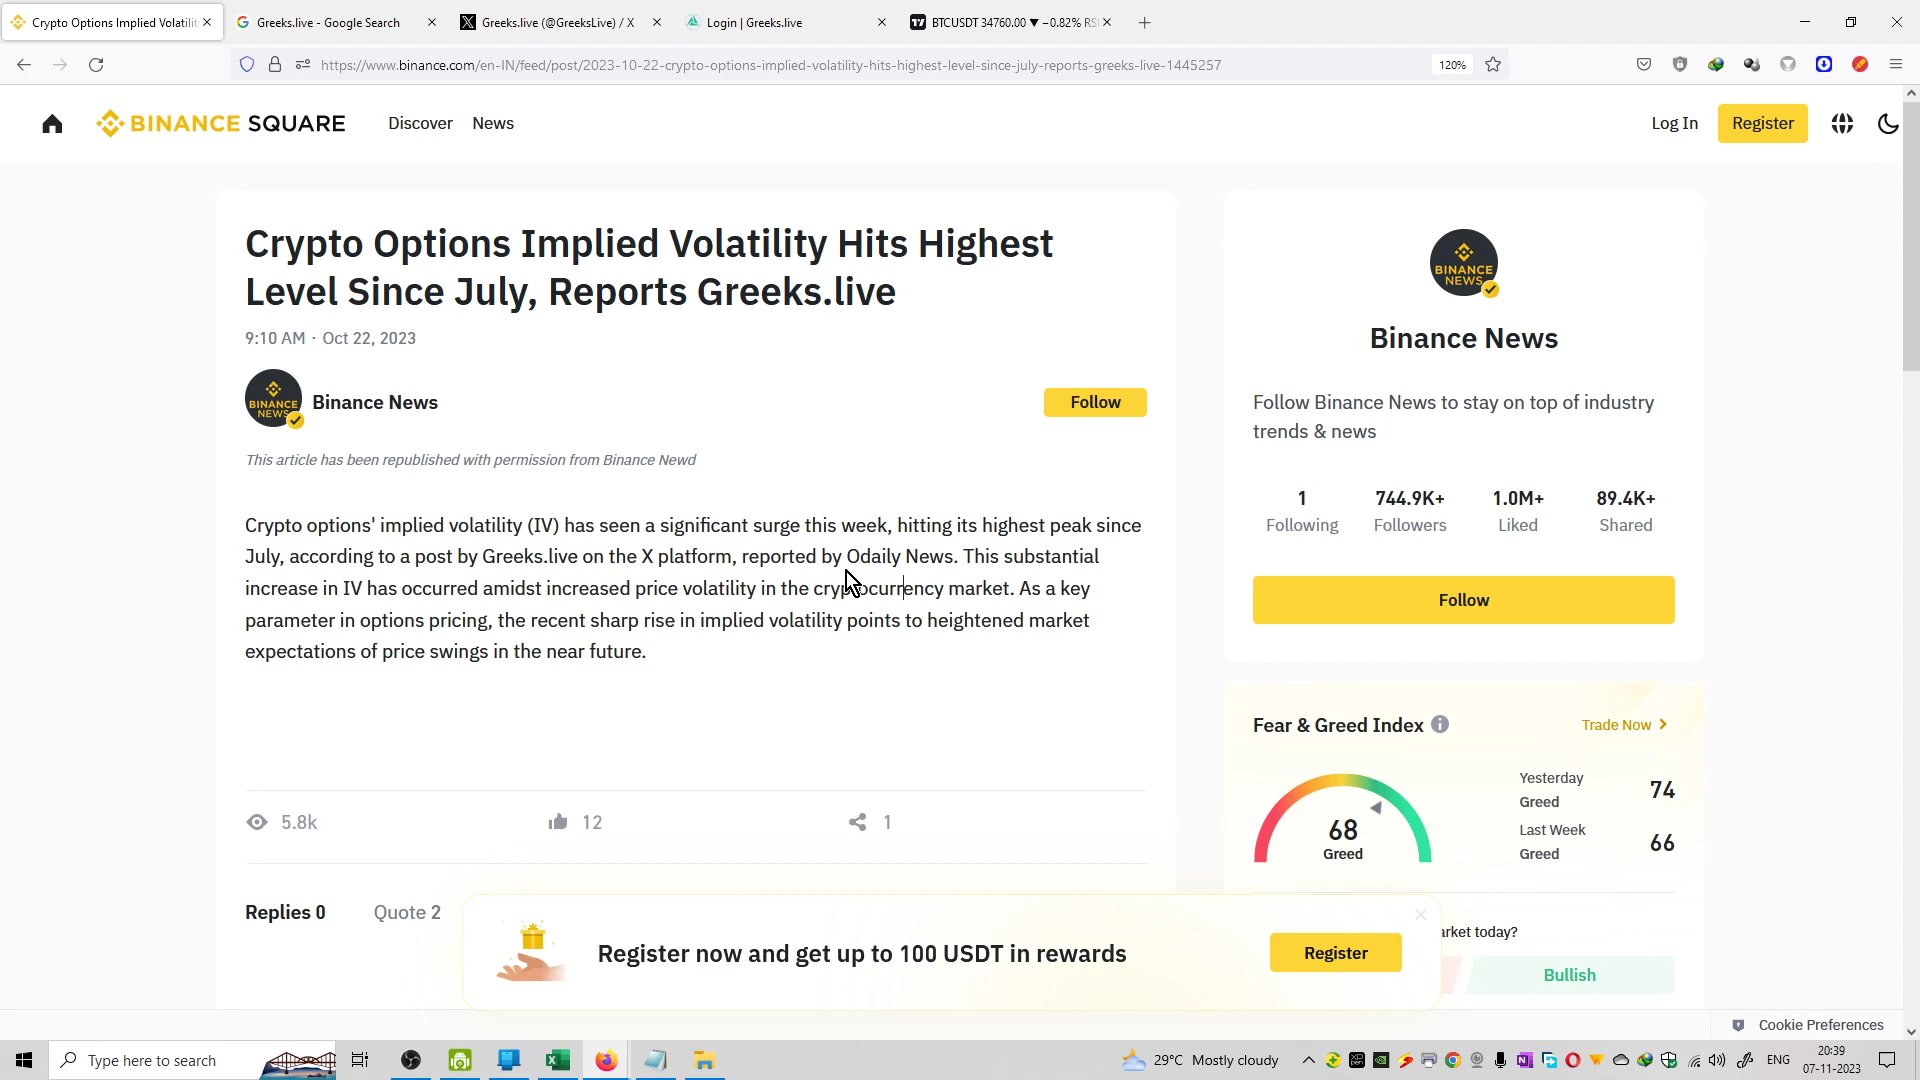 Crypto Options Implied Volatilit
Greeks.live - Google Search
Greeks.live (@GreeksLive) / X
Login | Greeks.live
BTCUSDT 34760.00 ▼ −0.82% RS
https://www.binance.com/en-IN/feed/post/2023-10-22-crypto-options-implied-volatility-hits-highest-level-since-july-reports-greeks-live-1445257
120%
BINANCE SQUARE
Discover
News
Log In
Register
Crypto Options Implied Volatility Hits Highest
Level Since July, Reports Greeks.live
9:10 AM · Oct 22, 2023
BINANCE
NEWS
Binance News
Follow
This article has been republished with permission from Binance Newd
Crypto options' implied volatility (IV) has seen a significant surge this week, hitting its highest peak since
July, according to a post by Greeks.live on the X platform, reported by Odaily News. This substantial
increase in IV has occurred amidst increased price volatility in the cryptocurrency market. As a key
parameter in options pricing, the recent sharp rise in implied volatility points to heightened market
expectations of price swings in the near future.
5.8k
12
1
Replies 0
Quote 2
BINANCE
NEWS
Binance News
Follow Binance News to stay on top of industry
trends & news
1
744.9K+
1.0M+
89.4K+
Following
Followers
Liked
Shared
Follow
Fear & Greed Index
Trade Now
68
Greed
Yesterday
Greed
74
Last Week
Greed
66
arket today?
Bullish
Register now and get up to 100 USDT in rewards
Register
Cookie Preferences
Type here to search
29°C Mostly cloudy
ENG
20:39
07-11-2023